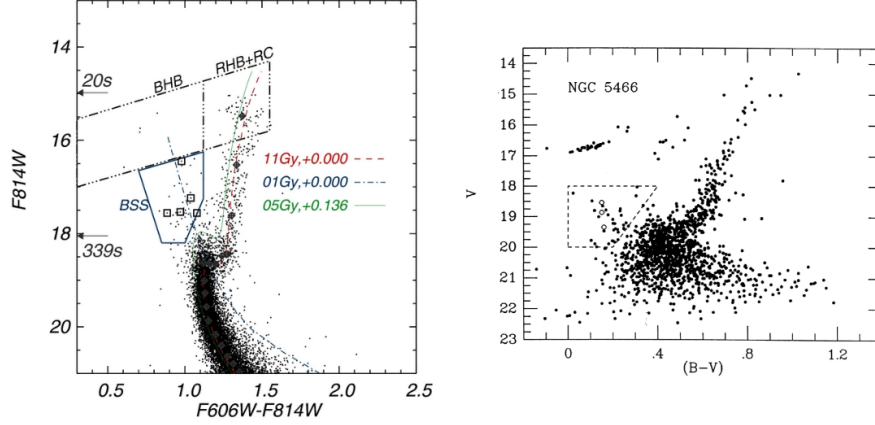 14
16
18
20
F814W
20s
339s
BHB
RHB+RC
BSS
11Gy,+0.000
01Gy,+0.000
05Gy,+0.136
0.5
1.0
1.5
2.0
2.5
F606W-F814W
NGC 5466
14
15
16
17
18
19
20
21
22
23
V
0
.4
.8
1.2
(B−V)